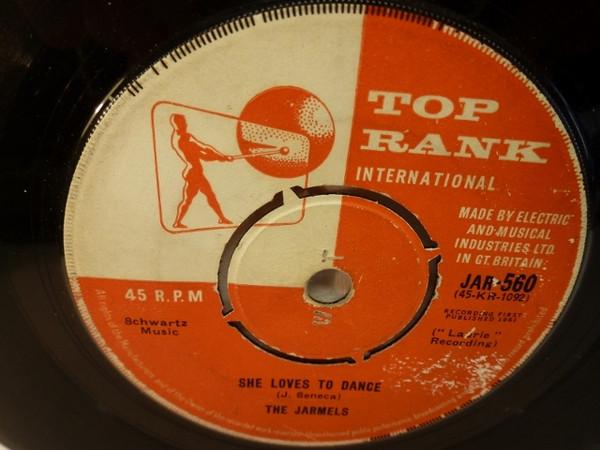 TOP
RANK
INTERNATIONAL
MADE BY ELECTRIC
AND MUSICAL
INDUSTRIES LTD.
IN GT. BRITAIN.
45 R.P.M
JAR-560
(45-KR-1092)
Schwartz
Music
RECORDING FIRST
PUBLISHED 1961
("Laurie"
Recording)
SHE LOVES TO DANCE
(J. Seneca)
THE JARMELS